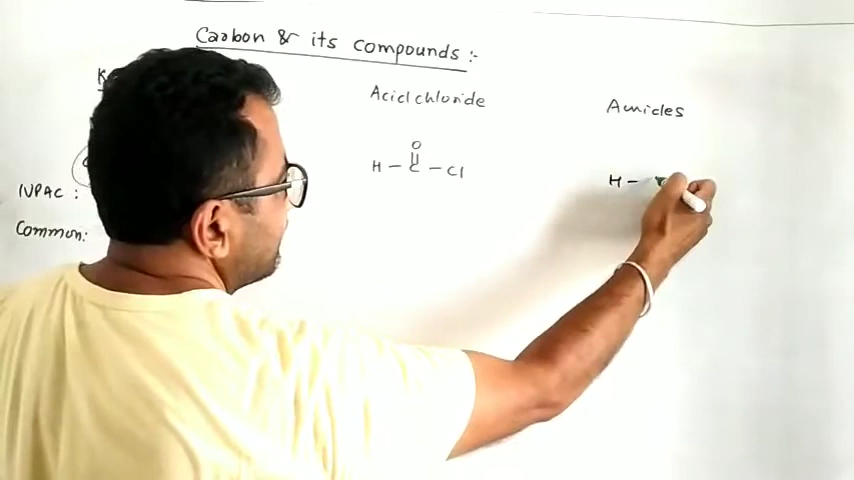 Carbon & its compounds :-
K
Acid chloride
Amides
O
H - C - Cl
H -
IUPAC :
Common: